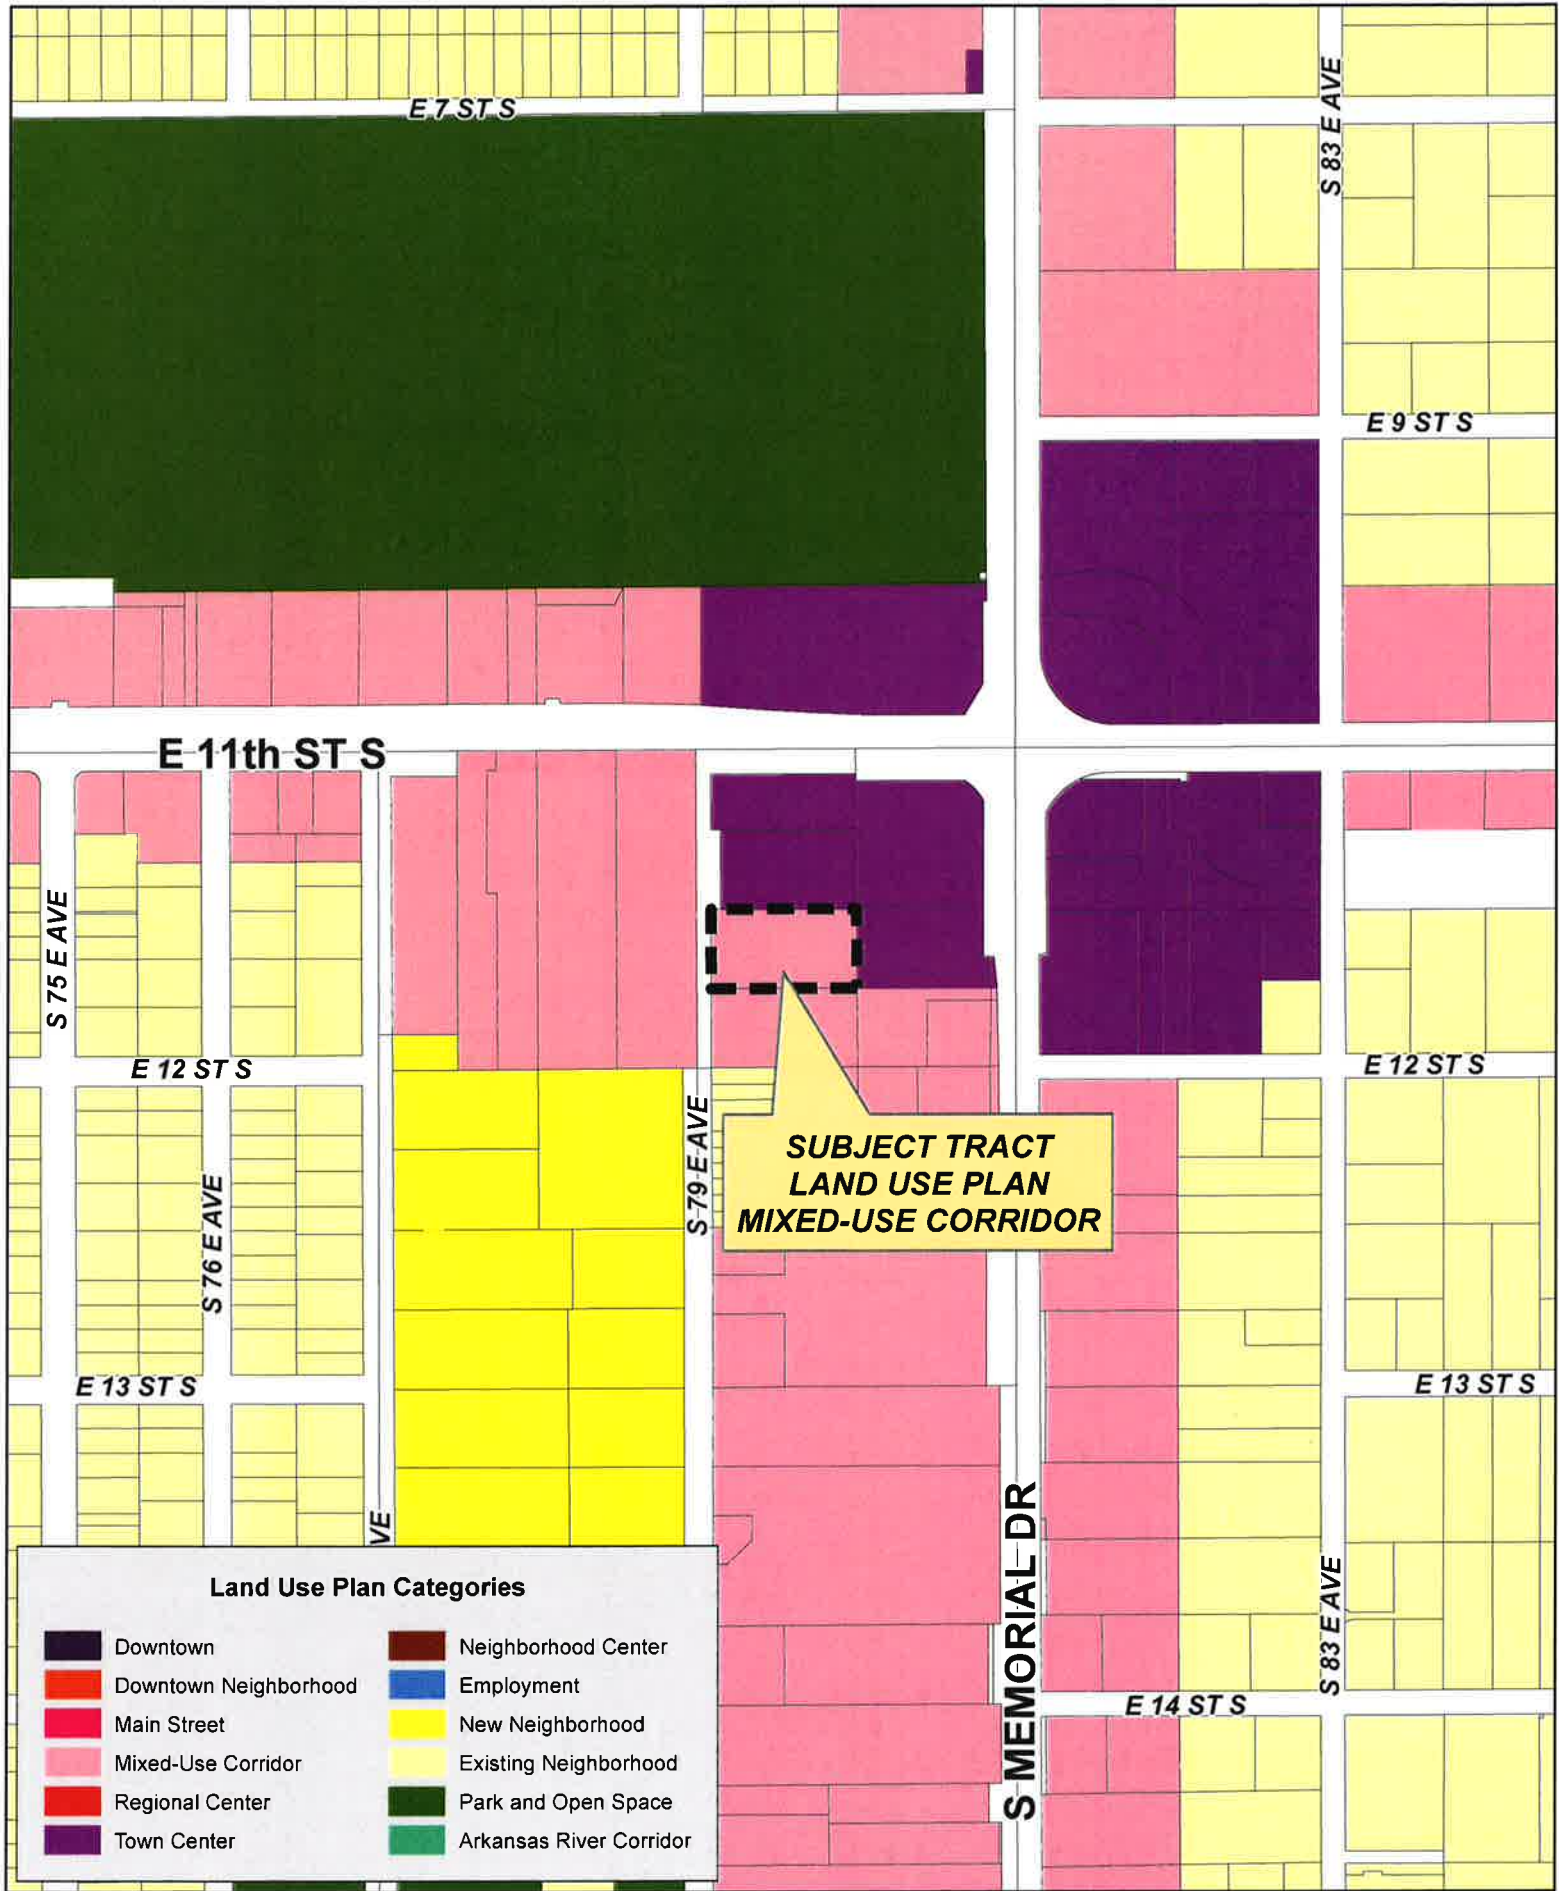 E 7 ST S
S 83 E AVE
E 9 ST S
E 11th ST S
S 75 E AVE
E 12 ST S
E 12 ST S
S 79 E AVE
SUBJECT TRACT
LAND USE PLAN
MIXED-USE CORRIDOR
S 76 E AVE
E 13 ST S
E 13 ST S
VE
S MEMORIAL DR
S 83 E AVE
E 14 ST S
Land Use Plan Categories
Downtown
Downtown Neighborhood
Main Street
Mixed-Use Corridor
Regional Center
Town Center
Neighborhood Center
Employment
New Neighborhood
Existing Neighborhood
Park and Open Space
Arkansas River Corridor